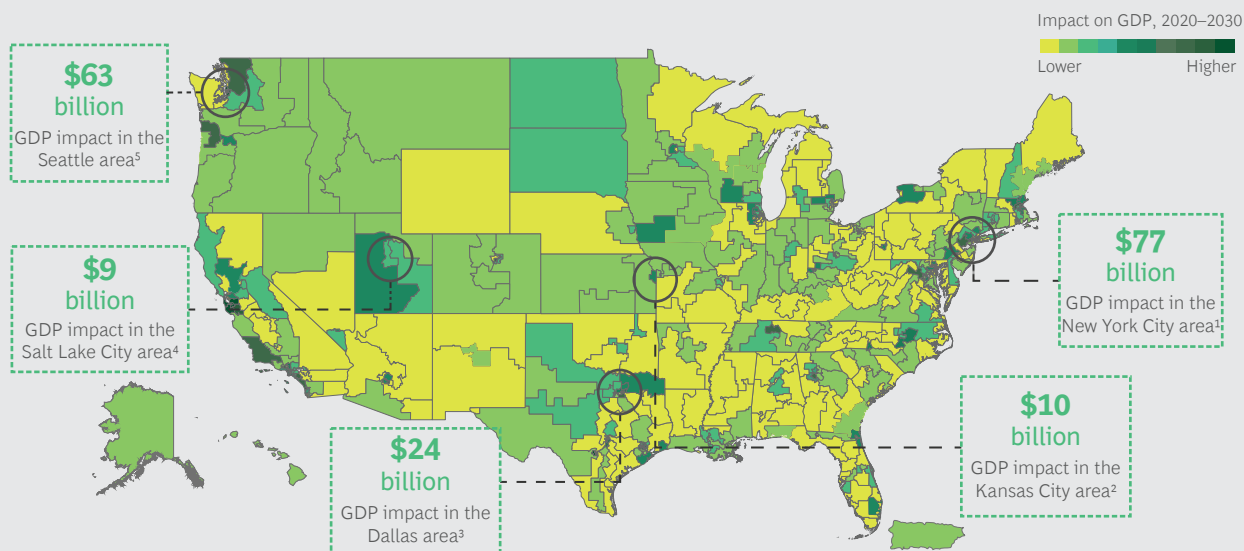 Impact on GDP, 2020–2030
Lower
Higher
$63
billion
GDP impact in the
Seattle area⁵
$9
billion
GDP impact in the
Salt Lake City area⁴
$77
billion
GDP impact in the
New York City area¹
$24
billion
GDP impact in the
Dallas area³
$10
billion
GDP impact in the
Kansas City area²